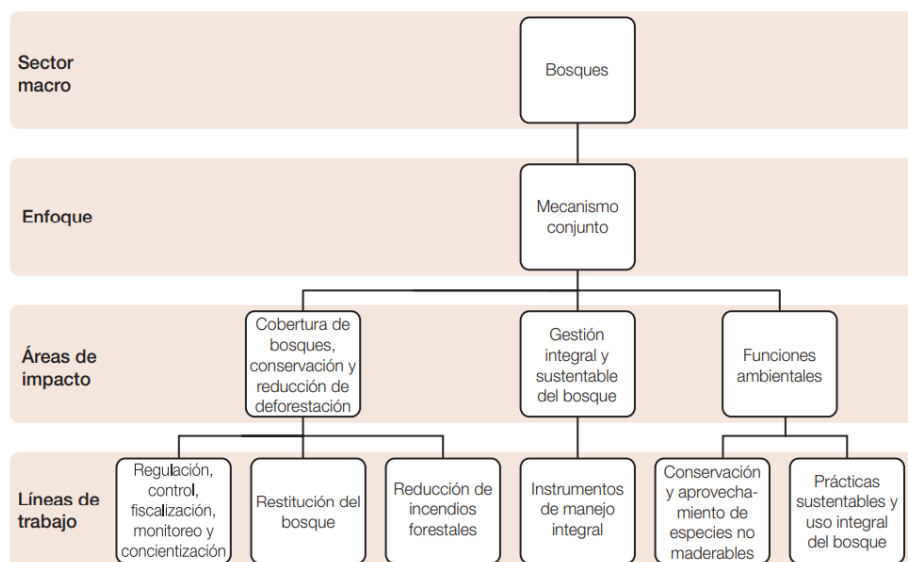 Sector
macro
Bosques
Enfoque
Mecanismo
conjunto
Áreas de
impacto
Cobertura de
bosques,
conservación y
reducción de
deforestación
Gestión
integral y
sustentable
del bosque
Funciones
ambientales
Líneas de
trabajo
Regulación,
control,
fiscalización,
monitoreo y
concientización
Restitución del
bosque
Reducción de
incendios
forestales
Instrumentos
de manejo
integral
Conservación
y aprovecha-
miento de
especies no
maderables
Prácticas
sustentables y
uso integral
del bosque